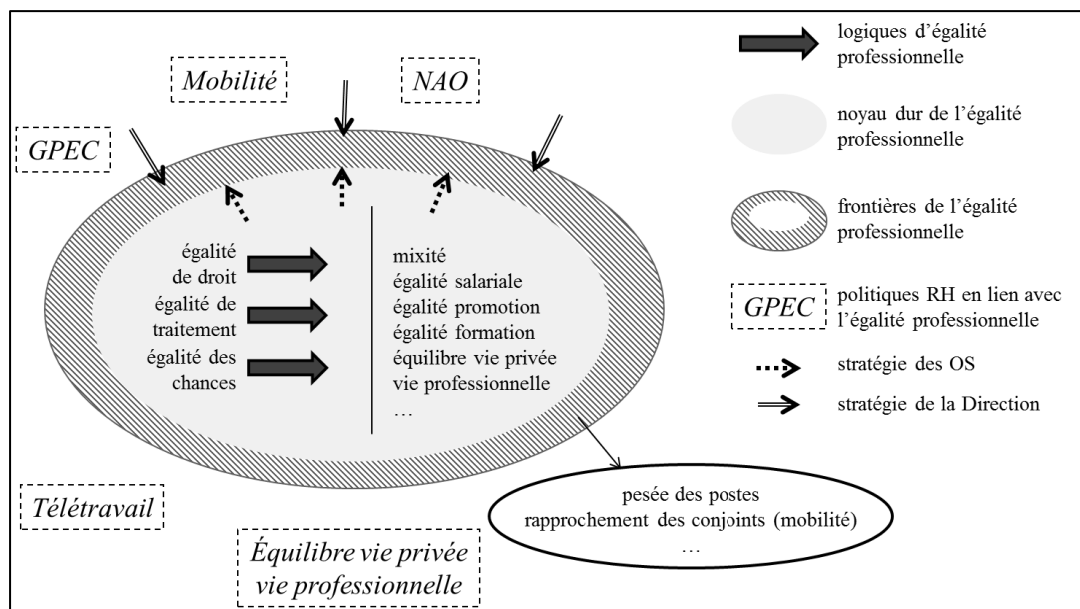 Mobilité
NAO
GPEC
égalité
de droit
égalité de
traitement
égalité des
chances
mixité
égalité salariale
égalité promotion
égalité formation
équilibre vie privée
vie professionnelle
…
Télétravail
Équilibre vie privée
vie professionnelle
pesée des postes
rapprochement des conjoints (mobilité)
…
logiques d’égalité
professionnelle
noyau dur de l’égalité
professionnelle
frontières de l’égalité
professionnelle
GPEC
politiques RH en lien avec
l’égalité professionnelle
stratégie des OS
stratégie de la Direction